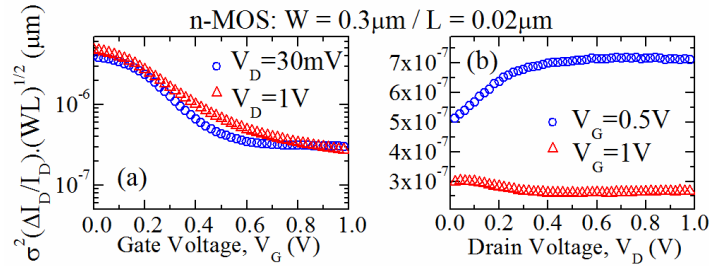 n-MOS: W = 0.3μm / L = 0.02μm
σ²(ΔI_D/I_D).(WL)^1/2 (μm)
10⁻⁶
10⁻⁷
V_D=30mV
V_D=1V
(a)
0.0 0.2 0.4 0.6 0.8 1.0
Gate Voltage, V_G (V)
7x10⁻⁷
6x10⁻⁷
5x10⁻⁷
4x10⁻⁷
3x10⁻⁷
(b)
V_G=0.5V
V_G=1V
0.0 0.2 0.4 0.6 0.8 1.0
Drain Voltage, V_D (V)